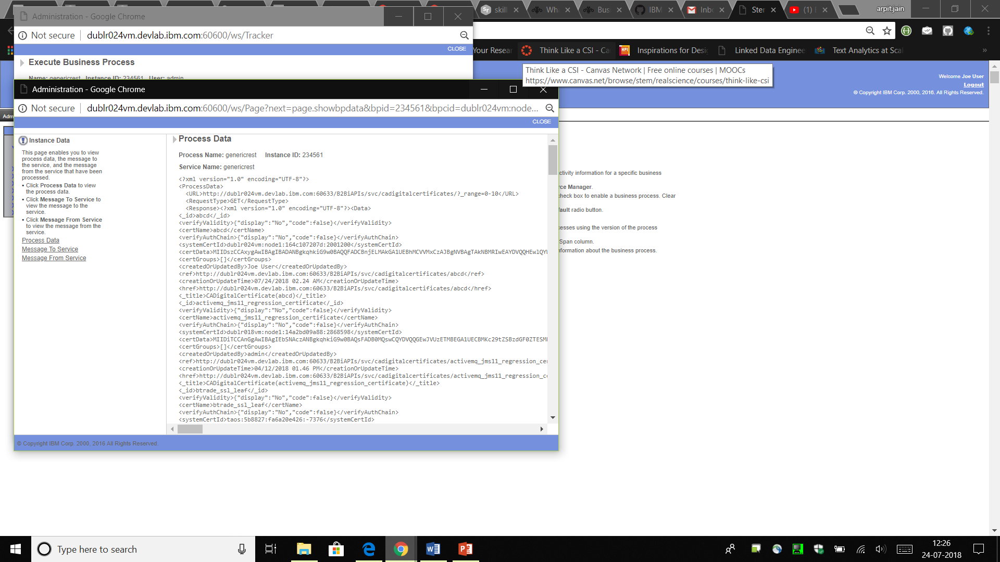 skill
Wha
Busi
IBM
Inbo
Ster
(1)
arpit.jain
Administration - Google Chrome
Not secure
dublr024vm.devlab.ibm.com:60600/ws/Tracker
CLOSE
Your Resear
Think Like a CSI - Ca
Inspirations for Desig
Linked Data Enginee
Text Analytics at Scal
»
Execute Business Process
Name: genericrest Instance ID: 234561 User: admin
Think Like a CSI - Canvas Network | Free online courses | MOOCs
https://www.canvas.net/browse/stem/realscience/courses/think-like-csi
Welcome Joe User
Logout
© Copyright IBM Corp. 2000, 2016. All Rights Reserved.
Adm
Administration - Google Chrome
Not secure
dublr024vm.devlab.ibm.com:60600/ws/Page?next=page.showbpdata&bpid=234561&bpcid=dublr024vm:node...
CLOSE
Instance Data
This page enables you to view
process data, the message to
the service, and the message
from the service that have been
processed.
• Click Process Data to view
the process data.
• Click Message To Service to
view the message to the
service.
• Click Message From Service
to view the message from the
service.
Process Data
Message To Service
Message From Service
Process Data
Process Name: genericrest Instance ID: 234561
Service Name: genericrest
<?xml version="1.0" encoding="UTF-8"?>
<ProcessData>
<URL>http://dublr024vm.devlab.ibm.com:60633/B2BiAPIs/svc/cadigitalcertificates/?_range=0-10</URL>
<RequestType>GET</RequestType>
<Response><?xml version="1.0" encoding="UTF-8"?><Data>
<_id>abcd</_id>
<verifyValidity>{"display":"No","code":false}</verifyValidity>
<certName>abcd</certName>
<verifyAuthChain>{"display":"No","code":false}</verifyAuthChain>
<systemCertId>dublr024vm:node1:164c107207d:2001200</systemCertId>
<certData>MIIDszCCAxygAwIBAgIBADANBgkqhkiG9w0BAQQFADCBnjELMAkGA1UEBhMCVVMxCzAJBgNVBAgTAkNBMRIwEAYDVQQHEwlQYW
<certGroups>[]</certGroups>
<createdOrUpdatedBy>Joe User</createdOrUpdatedBy>
<ref>http://dublr024vm.devlab.ibm.com:60633/B2BiAPIs/svc/cadigitalcertificates/abcd</ref>
<creationOrUpdateTime>07/24/2018 02.24 AM</creationOrUpdateTime>
<href>http://dublr024vm.devlab.ibm.com:60633/B2BiAPIs/svc/cadigitalcertificates/abcd</href>
<_title>CADigitalCertificate(abcd)</_title>
<_id>activemq_jms11_regression_certificate</_id>
<verifyValidity>{"display":"No","code":false}</verifyValidity>
<certName>activemq_jms11_regression_certificate</certName>
<verifyAuthChain>{"display":"No","code":false}</verifyAuthChain>
<systemCertId>dublr018vm:node1:14a2bd09a88:2868598</systemCertId>
<certData>MIIDiTCCAnGgAwIBAgIEbSNAczANBgkqhkiG9w0BAQsFADB0MQswCQYDVQQGEwJVUzETMBEGA1UECBMKc29tZSBzdGF0ZTESMB
<certGroups>[]</certGroups>
<createdOrUpdatedBy>admin</createdOrUpdatedBy>
<ref>http://dublr024vm.devlab.ibm.com:60633/B2BiAPIs/svc/cadigitalcertificates/activemq_jms11_regression_cer
<creationOrUpdateTime>04/12/2018 01.46 PM</creationOrUpdateTime>
<href>http://dublr024vm.devlab.ibm.com:60633/B2BiAPIs/svc/cadigitalcertificates/activemq_jms11_regression_ce
<_title>CADigitalCertificate(activemq_jms11_regression_certificate)</_title>
<_id>btrade_ssl_leaf</_id>
<verifyValidity>{"display":"No","code":false}</verifyValidity>
<certName>btrade_ssl_leaf</certName>
<verifyAuthChain>{"display":"No","code":false}</verifyAuthChain>
<systemCertId>taos:5b8827:fa6a20e426:-7376</systemCertId>
© Copyright IBM Corp. 2000, 2016 All Rights Reserved.
ctivity information for a specific business
rce Manager.
check box to enable a business process. Clear
fault radio button.
cesses using the version of the process
Span column.
nformation about the business process.
Type here to search
12:26
24-07-2018